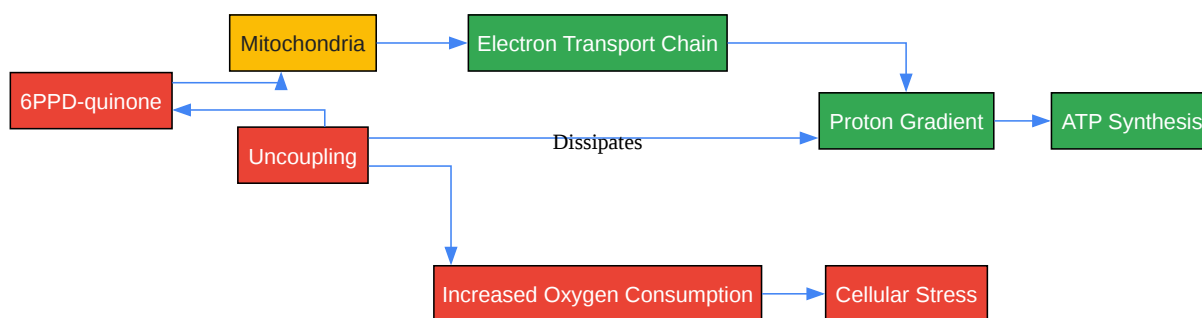 Mitochondria
Electron Transport Chain
6PPD-quinone
Proton Gradient
ATP Synthesis
Uncoupling
Dissipates
Increased Oxygen Consumption
Cellular Stress